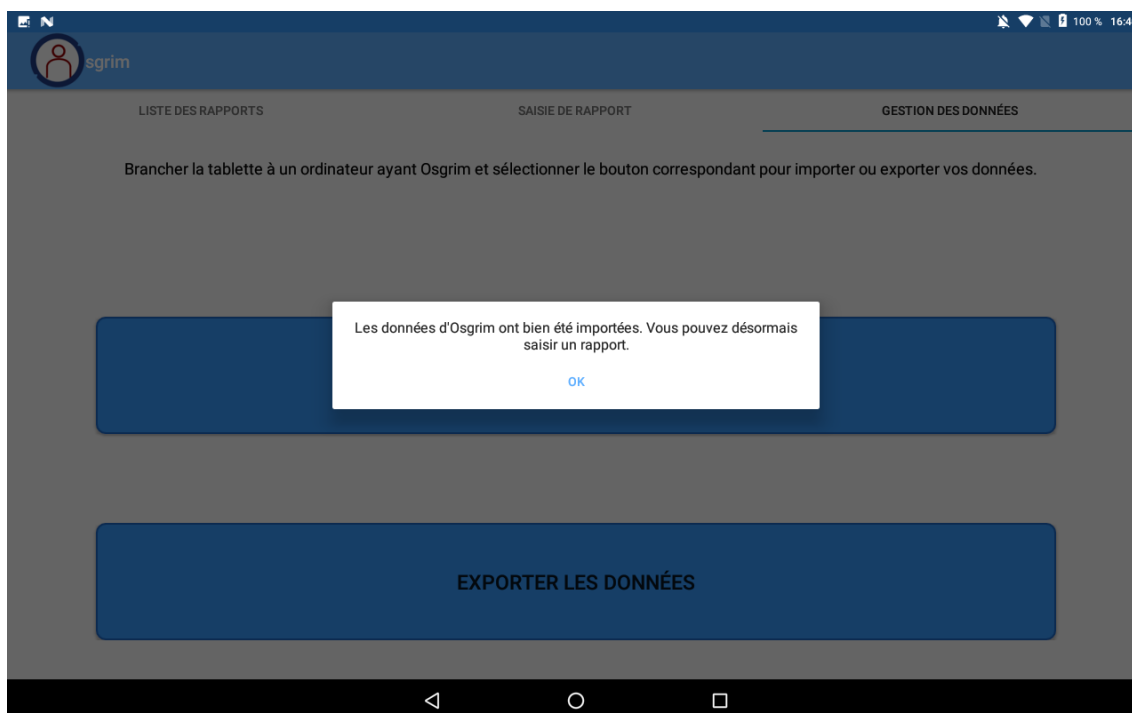 100 % 16:4
sgrim
LISTE DES RAPPORTS
SAISIE DE RAPPORT
GESTION DES DONNÉES
Brancher la tablette à un ordinateur ayant Osgrim et sélectionner le bouton correspondant pour importer ou exporter vos données.
Les données d'Osgrim ont bien été importées. Vous pouvez désormais
saisir un rapport.
OK
EXPORTER LES DONNÉES